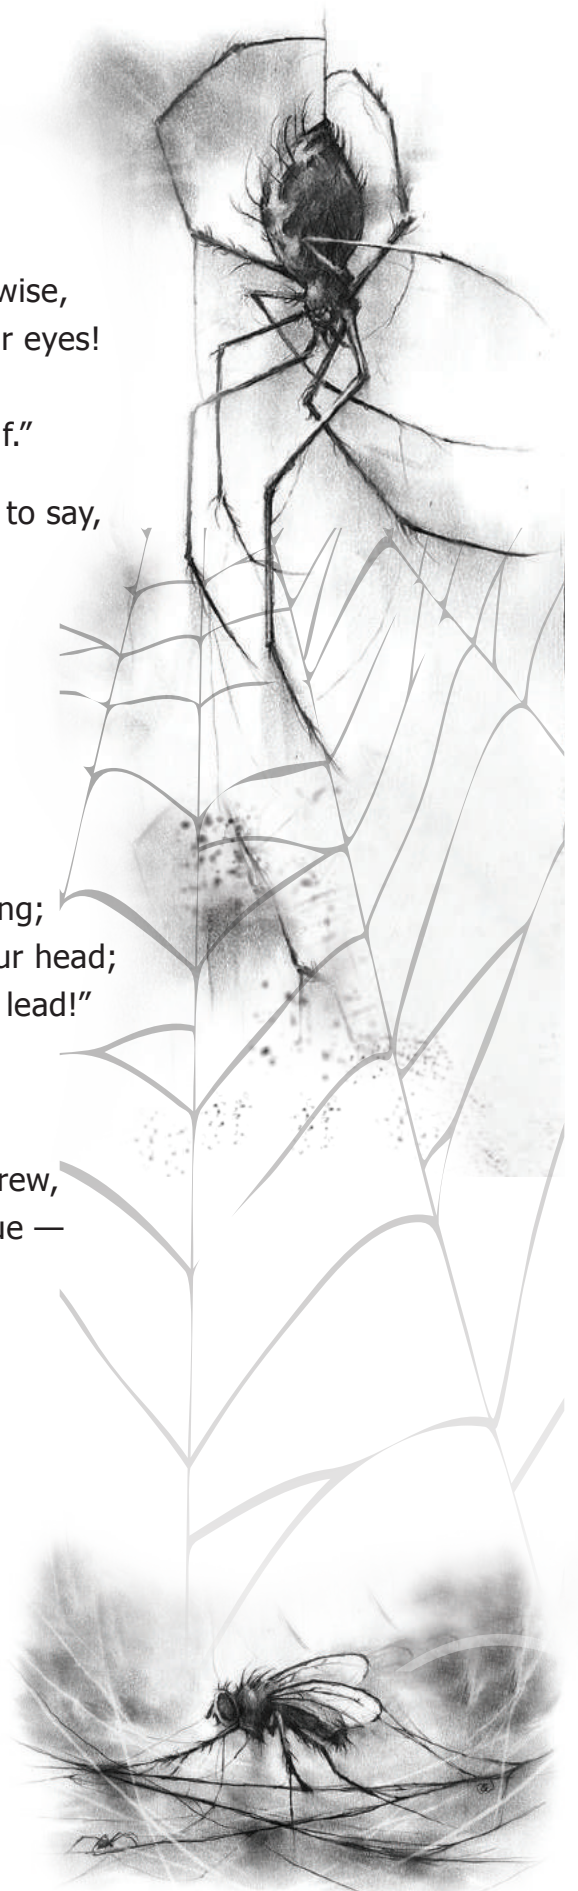 wise,
r eyes!
f.”
to say,
ng;
ur head;
lead!”
rew,
ue —